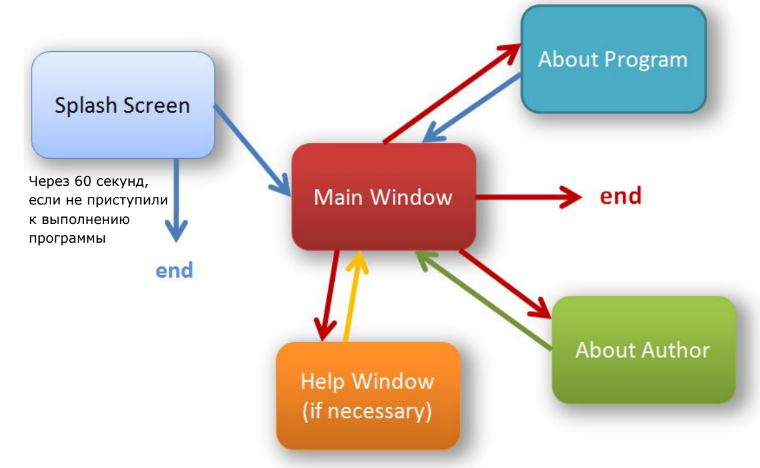 About Program
Splash Screen
Через 60 секунд,
если не приступили
к выполнению
программы
end
Main Window
end
About Author
Help Window
(if necessary)